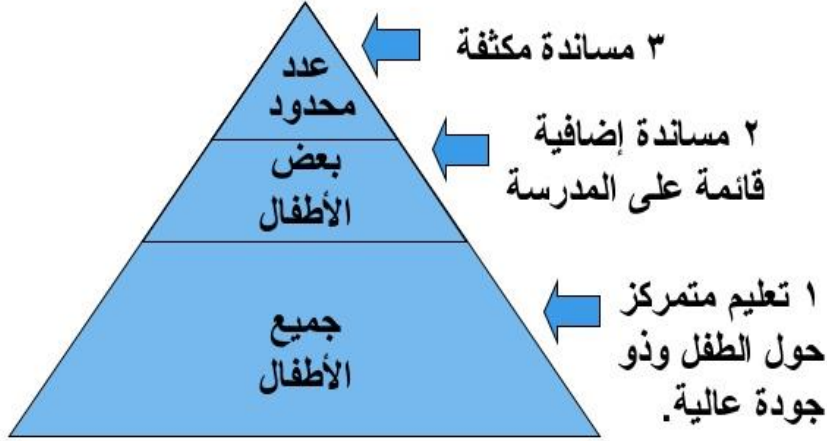 ٣ مساندة مكثفة
عدد
محدود
٢ مساندة إضافية
قائمة على المدرسة
بعض
الأطفال
١ تعليم متمركز
حول الطفل وذو
جودة عالية.
جميع
الأطفال